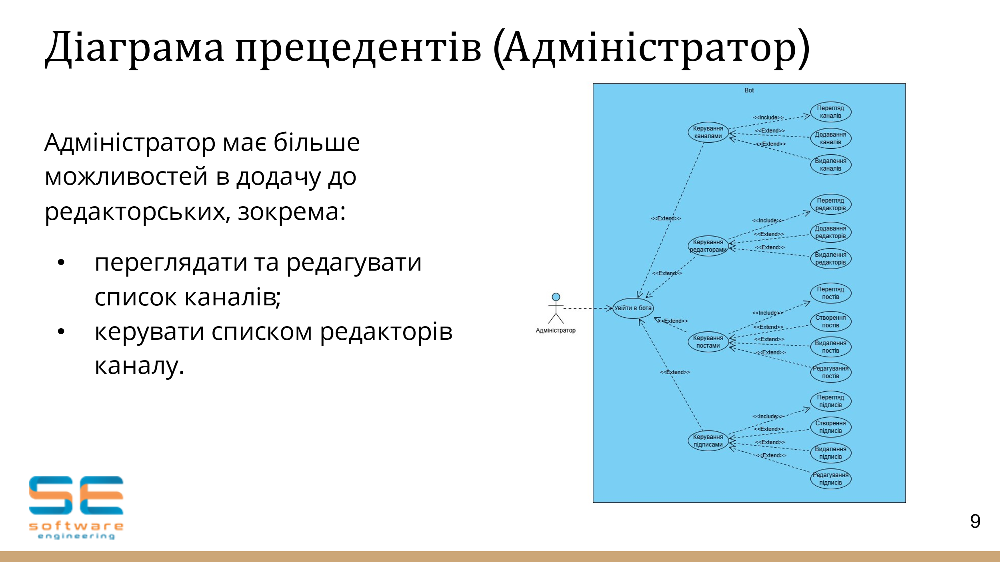 Діаграма прецедентів (Адміністратор)
Адміністратор має більше
можливостей в додачу до
редакторських, зокрема:
• переглядати та редагувати
список каналів;
• керувати списком редакторів
каналу.
Bot
Перегляд
каналів
<<Include>>
Керування
каналами
<<Extend>>
Додавання
каналів
<<Extend>>
Видалення
каналів
Перегляд
редакторів
<<Extend>>
<<Include>>
Додавання
редакторів
<<Extend>>
Керування
редакторами
<<Extend>>
Видалення
редакторів
<<Extend>>
Перегляд
постів
Увійти в бота
<<Include>>
Створення
постів
<<Extend>>
<<Extend>>
Адміністратор
Керування
постами
<<Extend>>
Видалення
постів
<<Extend>>
Редагування
постів
<<Extend>>
Перегляд
підписів
<<Include>>
Створення
підписів
<<Extend>>
Керування
підписами
<<Extend>>
Видалення
підписів
<<Extend>>
Редагування
підписів
SE
software
engineering
9